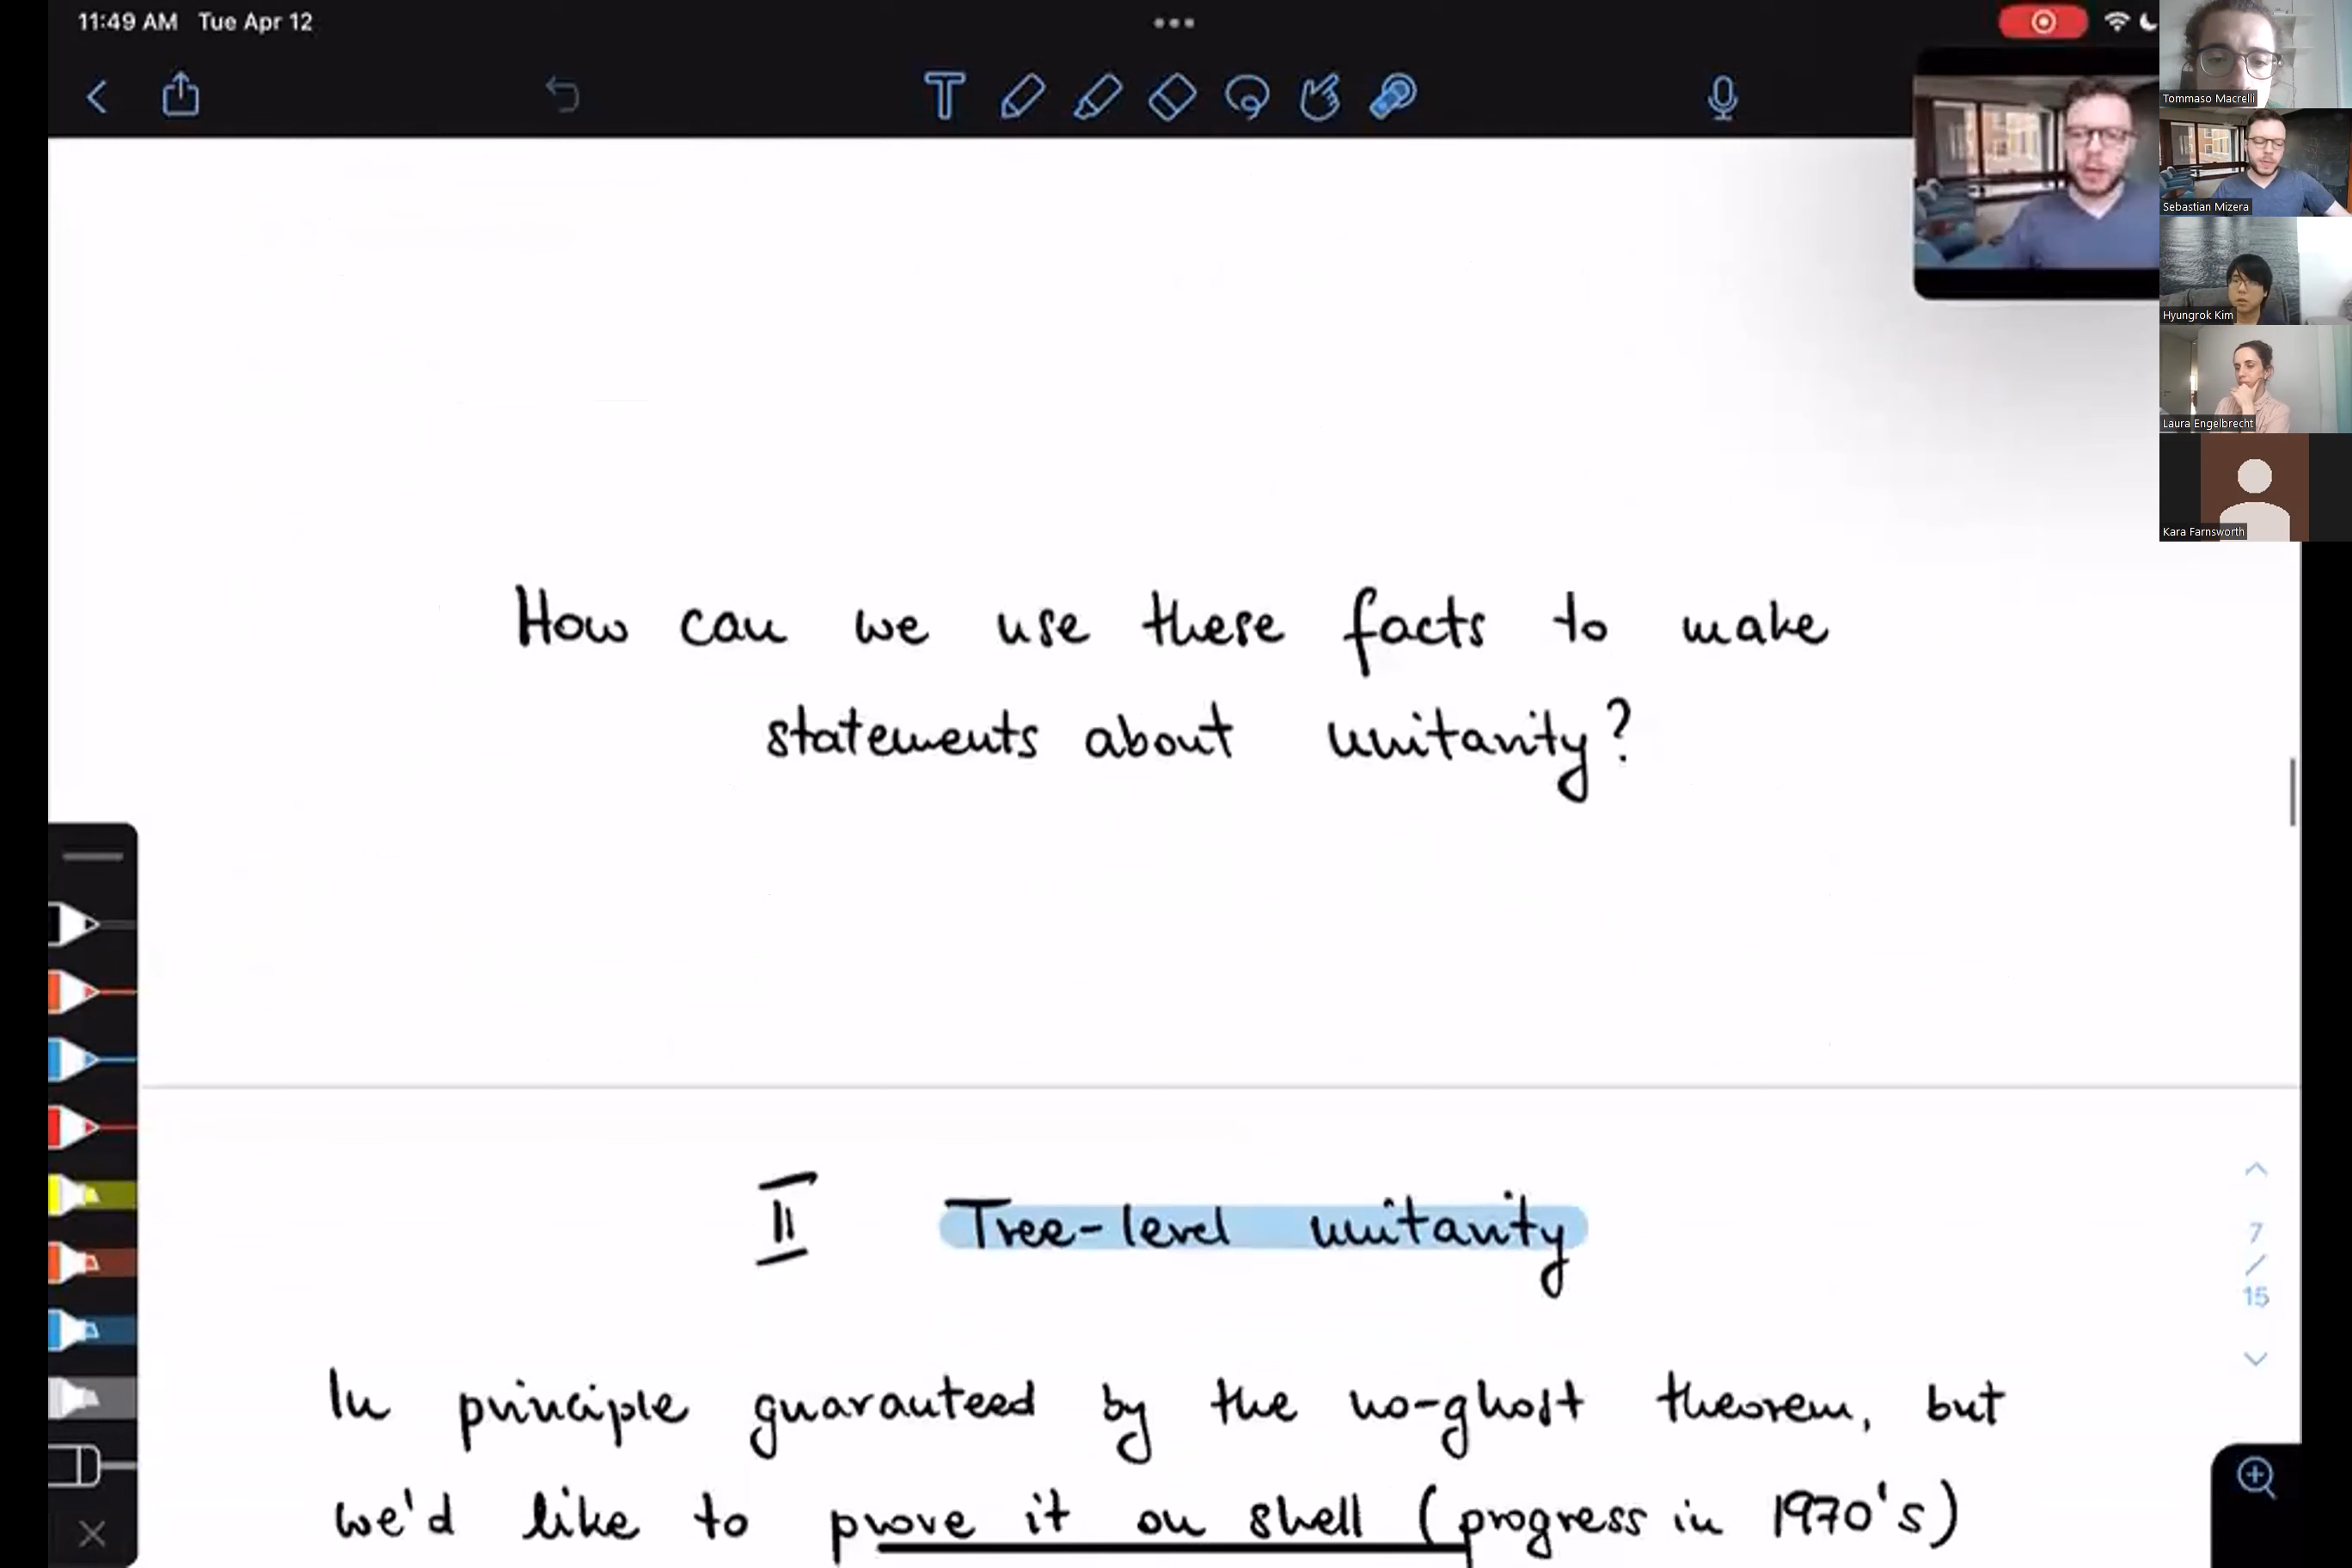 11:49 AM Tue Apr 12
Tommaso Macrelli
Sebastian Mizera
Hyungrok Kim
Laura Engelbrecht
Kara Farnsworth
How can we use these facts to make
statements about unitarity?
II Tree-level unitarity
7
/
15
In principle guaranteed by the no-ghost theorem, but
we'd like to prove it on shell (progress in 1970's)